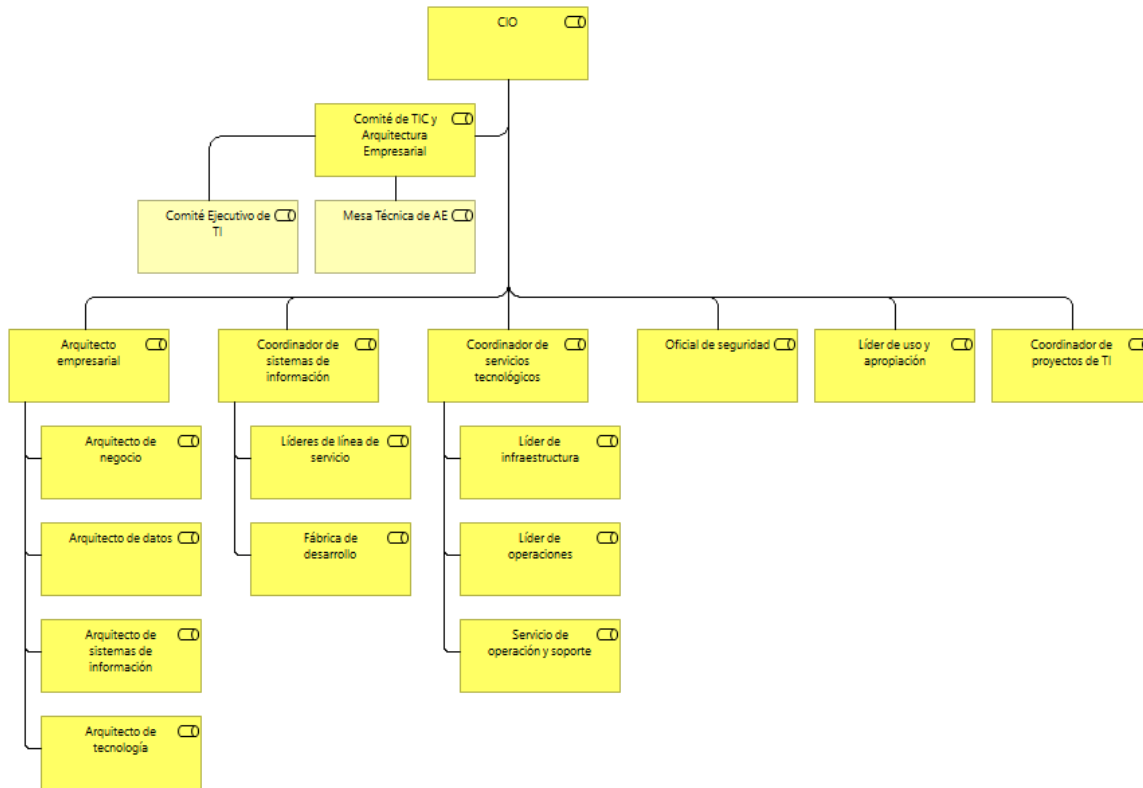 CIO
Comité de TIC y
Arquitectura
Empresarial
Comité Ejecutivo de
TI
Mesa Técnica de AE
Arquitecto
empresarial
Coordinador de
sistemas de
información
Coordinador de
servicios
tecnológicos
Oficial de seguridad
Líder de uso y
apropiación
Coordinador de
proyectos de TI
Arquitecto de
negocio
Líderes de línea de
servicio
Líder de
infraestructura
Arquitecto de datos
Fábrica de
desarrollo
Líder de
operaciones
Arquitecto de
sistemas de
información
Servicio de
operación y soporte
Arquitecto de
tecnología